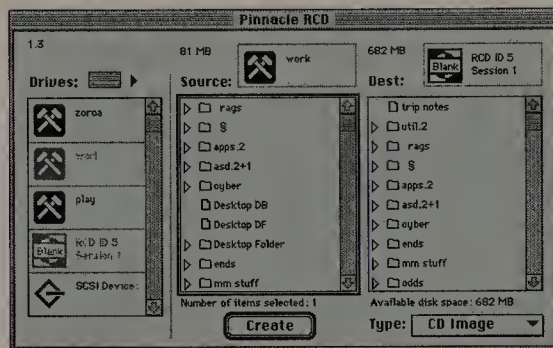 Pinnacle RCD
1.3
Drives:
zoroa
work
play
Blank
RCD ID 5
Session 1
SCSI Device:
81 MB
Source:
work
rags
§
apps.2
asd.2+1
cyber
Desktop DB
Desktop DF
Desktop Folder
ends
mm stuff
Number of items selected: 1
Create
682 MB
Dest:
Blank
RCD ID 5
Session 1
trip notes
util.2
rags
§
apps.2
asd.2+1
cyber
ends
mm stuff
odds
Available disk space: 682 MB
Type:
CD Image